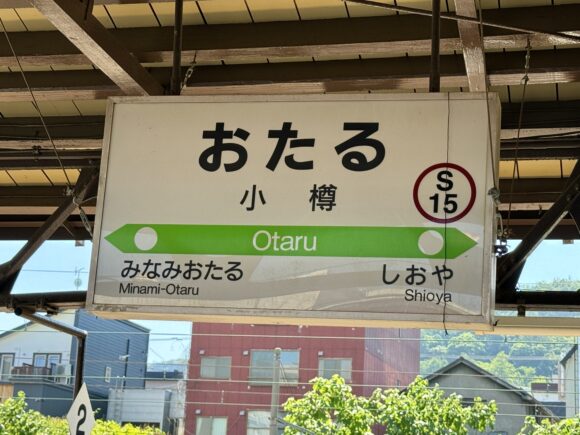 おたる
小樽
S
15
Otaru
みなみおたる
Minami-Otaru
しおや
Shioya
2